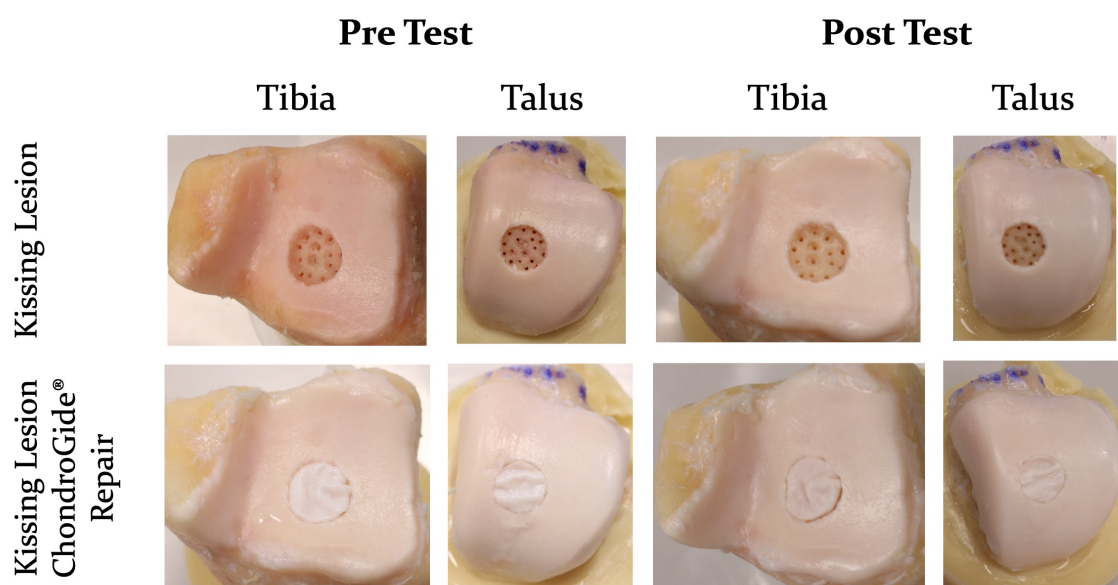 Pre Test
Post Test
Tibia
Talus
Tibia
Talus
Kissing Lesion
Kissing Lesion
ChondroGide®
Repair